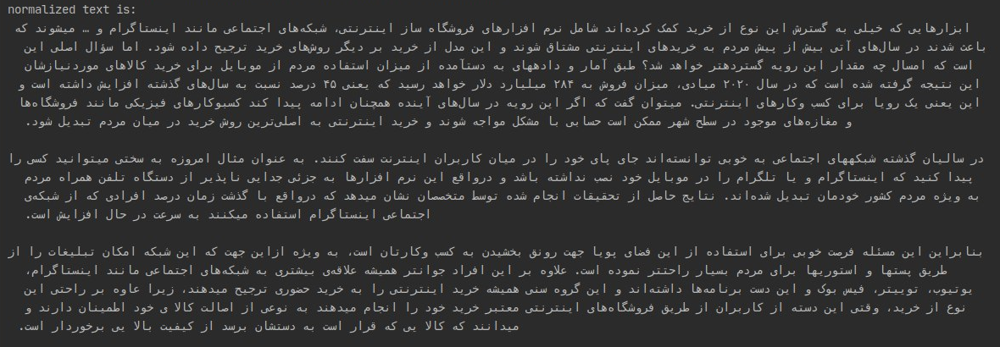 normalized text is:
ابزارهایی که خیلی به گسترش این نوع از خرید کمک کرده‌اند شامل نرم افزارهای فروشگاه ساز اینترنتی، شبکه‌های اجتماعی مانند اینستاگرام و … میشوند که
باعث شدند در سال‌های آتی بیش از پیش مردم به خریدهای اینترنتی مشتاق شوند و این مدل از خرید بر دیگر روش‌های خرید ترجیح داده شود. اما سؤال اصلی این
است که امسال چه مقدار این رویه گستردهتر خواهد شد؟ طبق آمار و دادههای به دستآمده از میزان استفاده مردم از موبایل برای خرید کالاهای موردنیازشان
این نتیجه گرفته شده است که در سال ۲۰۲۰ میادی، میزان فروش به ۲۸۴ میلیارد دلار خواهد رسید که یعنی ۴۵ درصد نسبت به سال‌های گذشته افزایش داشته است و
این یعنی یک رویا برای کسب وکارهای اینترنتی. میتوان گفت که اگر این رویه در سال‌های آینده همچنان ادامه پیدا کند کسبوکارهای فیزیکی مانند فروشگاه‌ها
و مغازه‌های موجود در سطح شهر ممکن است حسابی با مشکل مواجه شوند و خرید اینترنتی به اصلی‌ترین روش خرید در میان مردم تبدیل شود.
در سالیان گذشته شبکههای اجتماعی به خوبی توانسته‌اند جای پای خود را در میان کاربران اینترنت سفت کنند. به عنوان مثال امروزه به سختی میتوانید کسی را
پیدا کنید که اینستاگرام و یا تلگرام را در موبایل خود نصب نداشته باشد و درواقع این نرم افزارها به جزئی جدایی ناپذیر از دستگاه تلفن همراه مردم
به ویژه مردم کشور خودمان تبدیل شده‌اند. نتایج حاصل از تحقیقات انجام شده توسط متخصصان نشان میدهد که درواقع با گذشت زمان درصد افرادی که از شبکه‌ی
اجتماعی اینستاگرام استفاده میکنند به سرعت در حال افزایش است.
بنابراین این مسئله فرصت خوبی برای استفاده از این فضای پویا جهت رونق بخشیدن به کسب وکارتان است، به ویژه ازاین جهت که این شبکه امکان تبلیغات را از
طریق پستها و استوریها برای مردم بسیار راحتتر نموده است. علاوه بر این افراد جوانتر همیشه علاقه‌ی بیشتری به شبکه‌های اجتماعی مانند اینستاگرام،
یوتیوب، توییتر، فیس بوک و این دست برنامه‌ها داشته‌اند و این گروه سنی همیشه خرید اینترنتی را به خرید حضوری ترجیح میدهند، زیرا عاوه بر راحتی این
نوع از خرید، وقتی این دسته از کاربران از طریق فروشگاه‌های اینترنتی معتبر خرید خود را انجام میدهند به نوعی از اصالت کالا ی خود اطمینان دارند و
میدانند که کالا یی که قرار است به دستشان برسد از کیفیت بالا یی برخوردار است.